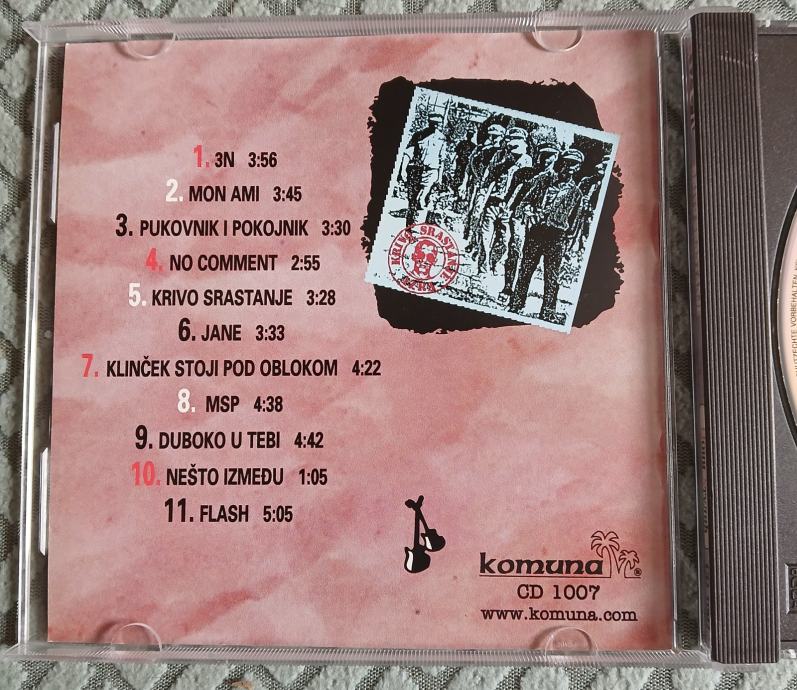 1. 3N 3:56
2. MON AMI 3:45
3. PUKOVNIK I POKOJNIK 3:30
4. NO COMMENT 2:55
5. KRIVO SRASTANJE 3:28
6. JANE 3:33
7. KLINČEK STOJI POD OBLOKOM 4:22
8. MSP 4:38
9. DUBOKO U TEBI 4:42
10. NEŠTO IZMEĐU 1:05
11. FLASH 5:05
KRIVO SRASTANJE
AZRA
komuna ®
CD 1007
www.komuna.com
VORBEHALTEN